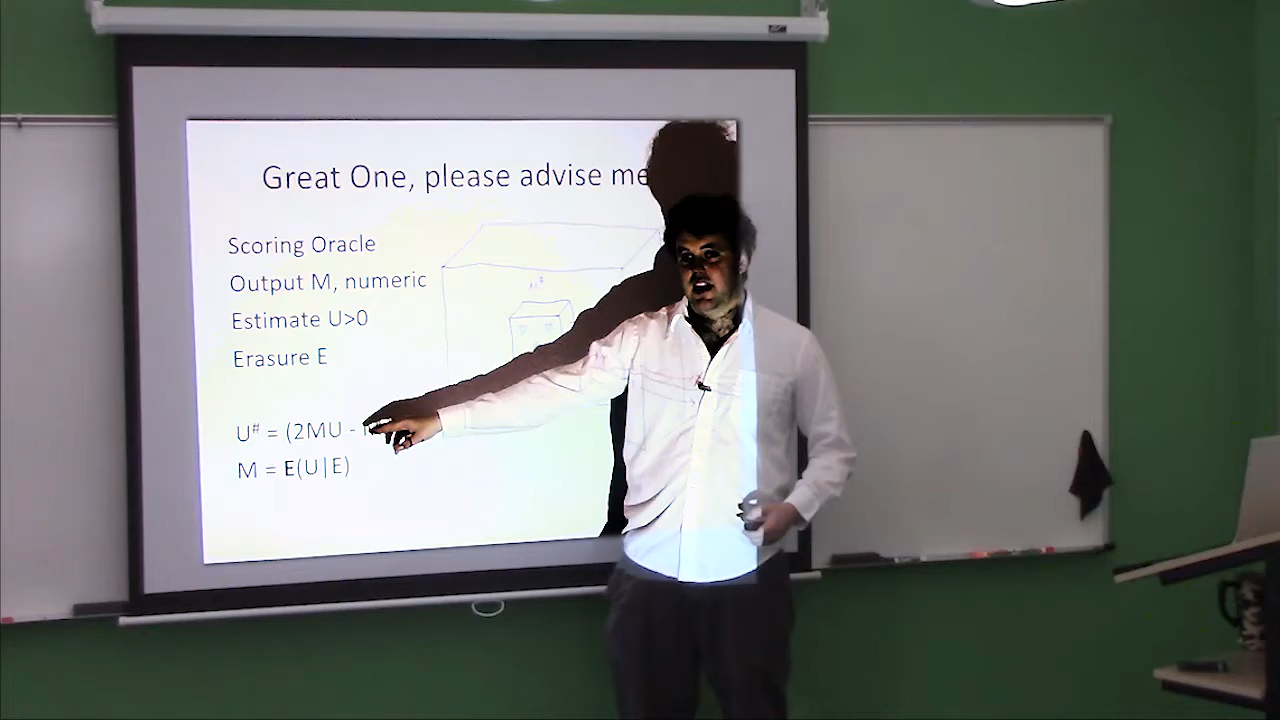 Great One, please advise me
Scoring Oracle
Output M, numeric
Estimate U>0
Erasure E
U# = (2MU -
M = E(U|E)